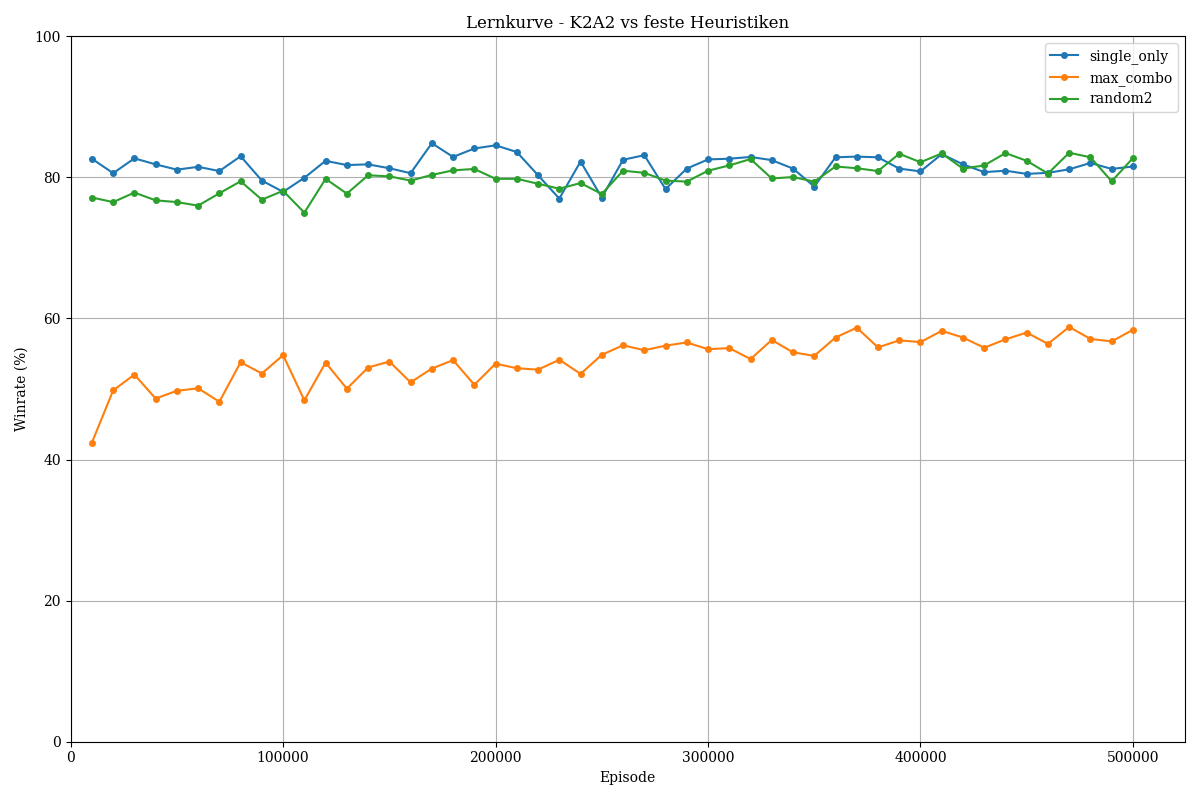 Lernkurve - K2A2 vs feste Heuristiken
100
80
60
40
20
0
Winrate (%)
single_only
max_combo
random2
0
100000
200000
300000
400000
500000
Episode